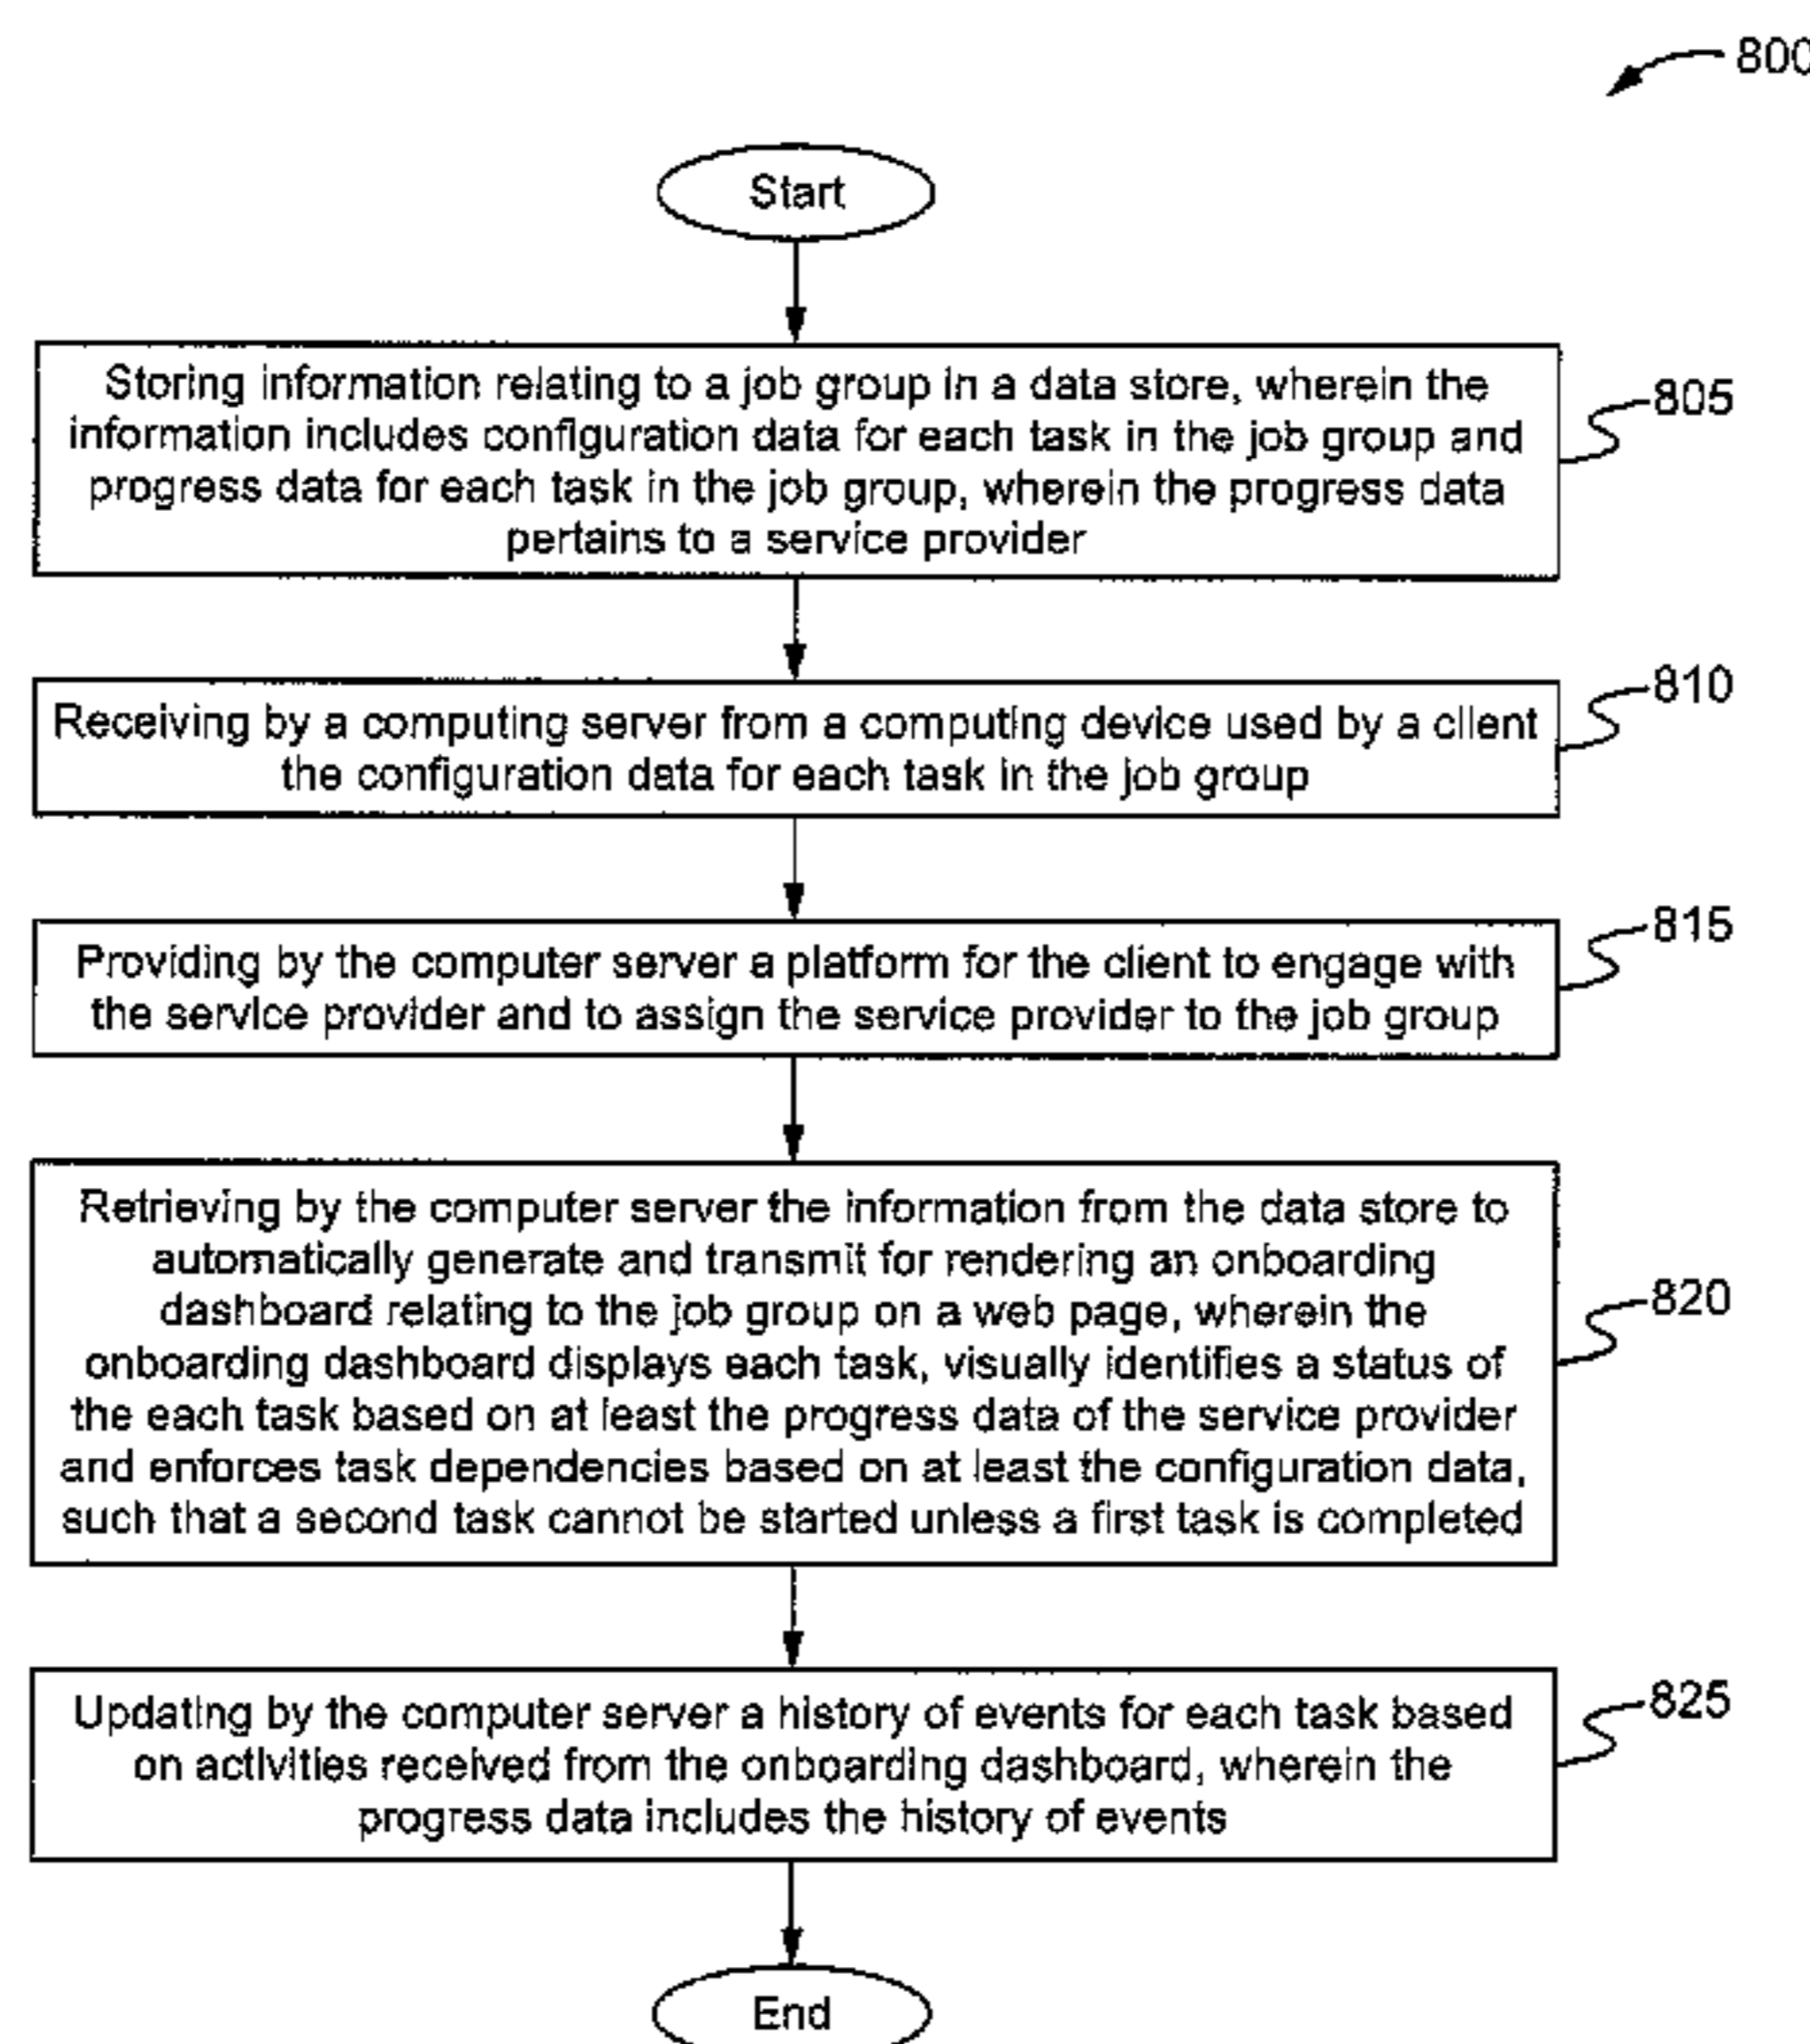 800
Start
Storing information relating to a job group in a data store, wherein the
information includes configuration data for each task in the job group and
progress data for each task in the job group, wherein the progress data
pertains to a service provider
805
Receiving by a computing server from a computing device used by a client
the configuration data for each task in the job group
810
Providing by the computer server a platform for the client to engage with
the service provider and to assign the service provider to the job group
815
Retrieving by the computer server the information from the data store to
automatically generate and transmit for rendering an onboarding
dashboard relating to the job group on a web page, wherein the
onboarding dashboard displays each task, visually identifies a status of
the each task based on at least the progress data of the service provider
and enforces task dependencies based on at least the configuration data,
such that a second task cannot be started unless a first task is completed
820
Updating by the computer server a history of events for each task based
on activities received from the onboarding dashboard, wherein the
progress data includes the history of events
825
End